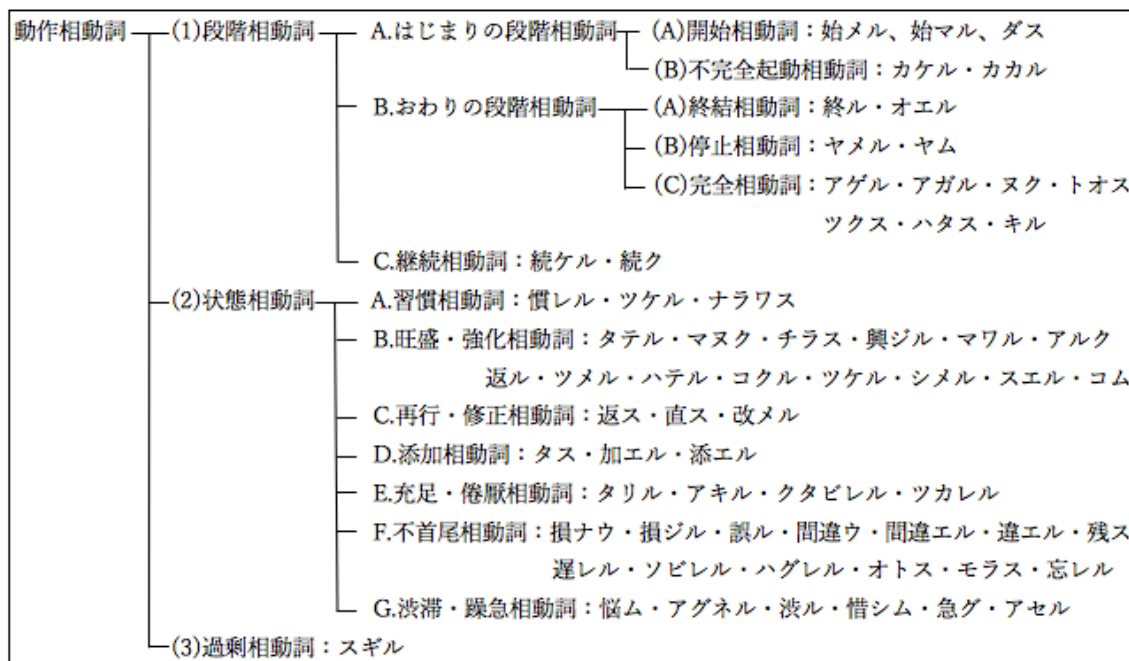 動作相動詞 (1)段階相動詞 A.はじまりの段階相動詞 (A)開始相動詞：始メル、始マル、ダス
(B)不完全起動相動詞：カケル・カカル
B.おわりの段階相動詞 (A)終結相動詞：終ル・オエル
(B)停止相動詞：ヤメル・ヤム
(C)完全相動詞：アゲル・アガル・ヌク・トオス
ツクス・ハタス・キル
C.継続相動詞：続ケル・続ク
(2)状態相動詞 A.習慣相動詞：慣レル・ツケル・ナラワス
B.旺盛・強化相動詞：タテル・マヌク・チラス・興ジル・マワル・アルク
返ル・ツメル・ハテル・コクル・ツケル・シメル・スエル・コム
C.再行・修正相動詞：返ス・直ス・改メル
D.添加相動詞：タス・加エル・添エル
E.充足・倦厭相動詞：タリル・アキル・クタビレル・ツカレル
F.不首尾相動詞：損ナウ・損ジル・誤ル・間違ウ・間違エル・違エル・残ス
遅レル・ソビレル・ハグレル・オトス・モラス・忘レル
G.渋滞・躁急相動詞：悩ム・アグネル・渋ル・惜シム・急グ・アセル
(3)過剰相動詞：スギル